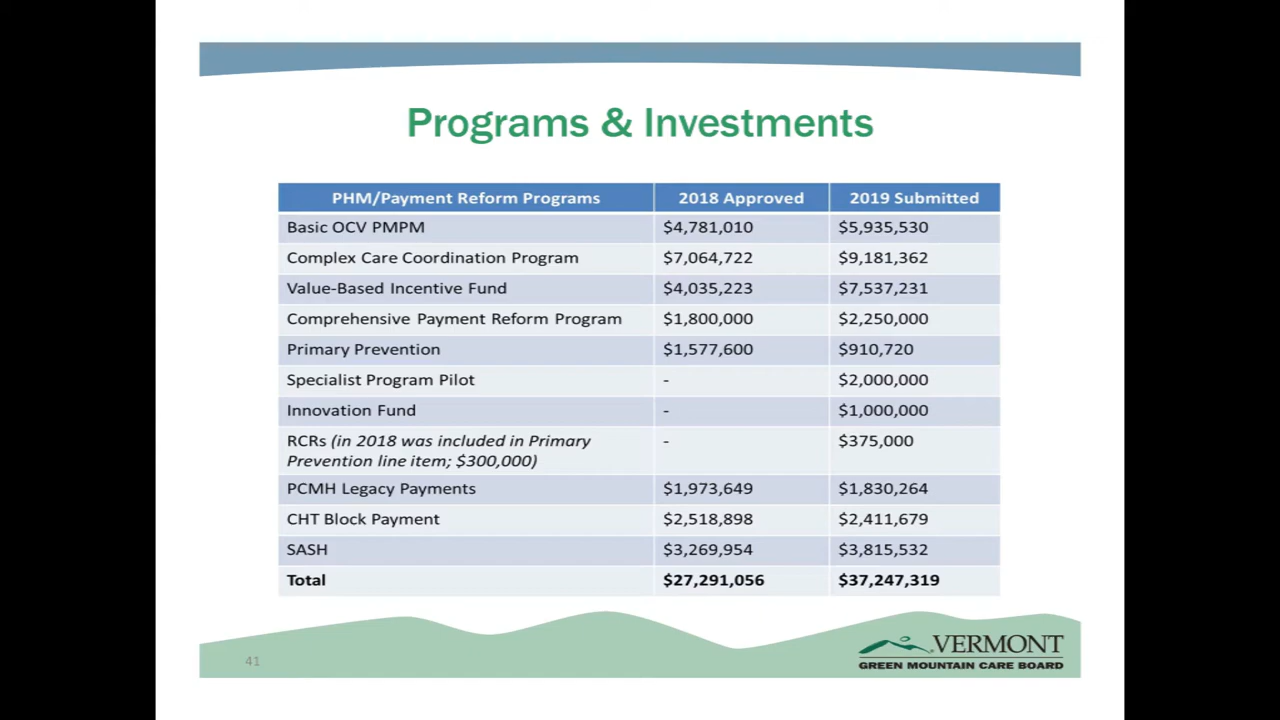 Programs & Investments
PHM/Payment Reform Programs 2018 Approved 2019 Submitted
Basic OCV PMPM $4,781,010 $5,935,530
Complex Care Coordination Program $7,064,722 $9,181,362
Value-Based Incentive Fund $4,035,223 $7,537,231
Comprehensive Payment Reform Program $1,800,000 $2,250,000
Primary Prevention $1,577,600 $910,720
Specialist Program Pilot - $2,000,000
Innovation Fund - $1,000,000
RCRs (in 2018 was included in Primary - $375,000
Prevention line item; $300,000)
PCMH Legacy Payments $1,973,649 $1,830,264
CHT Block Payment $2,518,898 $2,411,679
SASH $3,269,954 $3,815,532
Total $27,291,056 $37,247,319
41
VERMONT
GREEN MOUNTAIN CARE BOARD